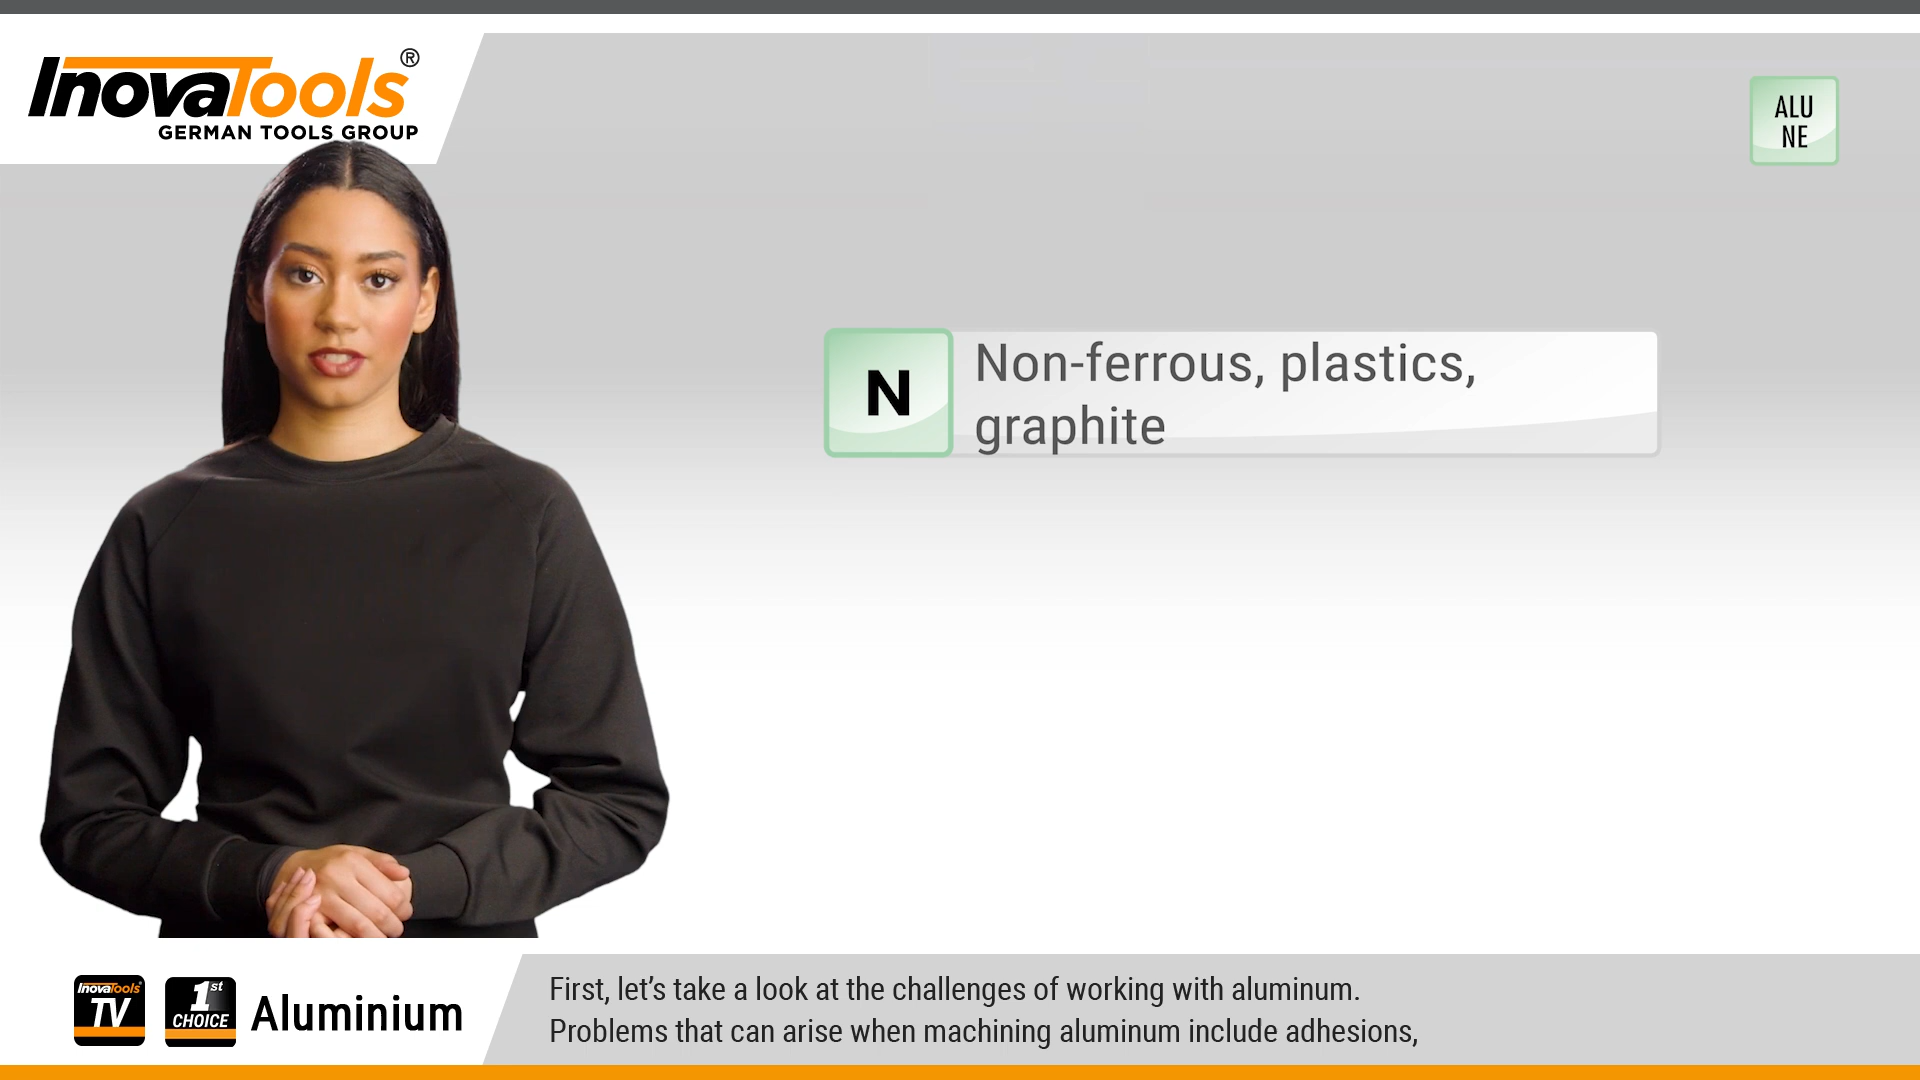 InovaTools®
GERMAN TOOLS GROUP
ALU
NE
N
Non-ferrous, plastics,
graphite
InovaTools®
TV
1st
CHOICE
Aluminium
First, let’s take a look at the challenges of working with aluminum.
Problems that can arise when machining aluminum include adhesions,